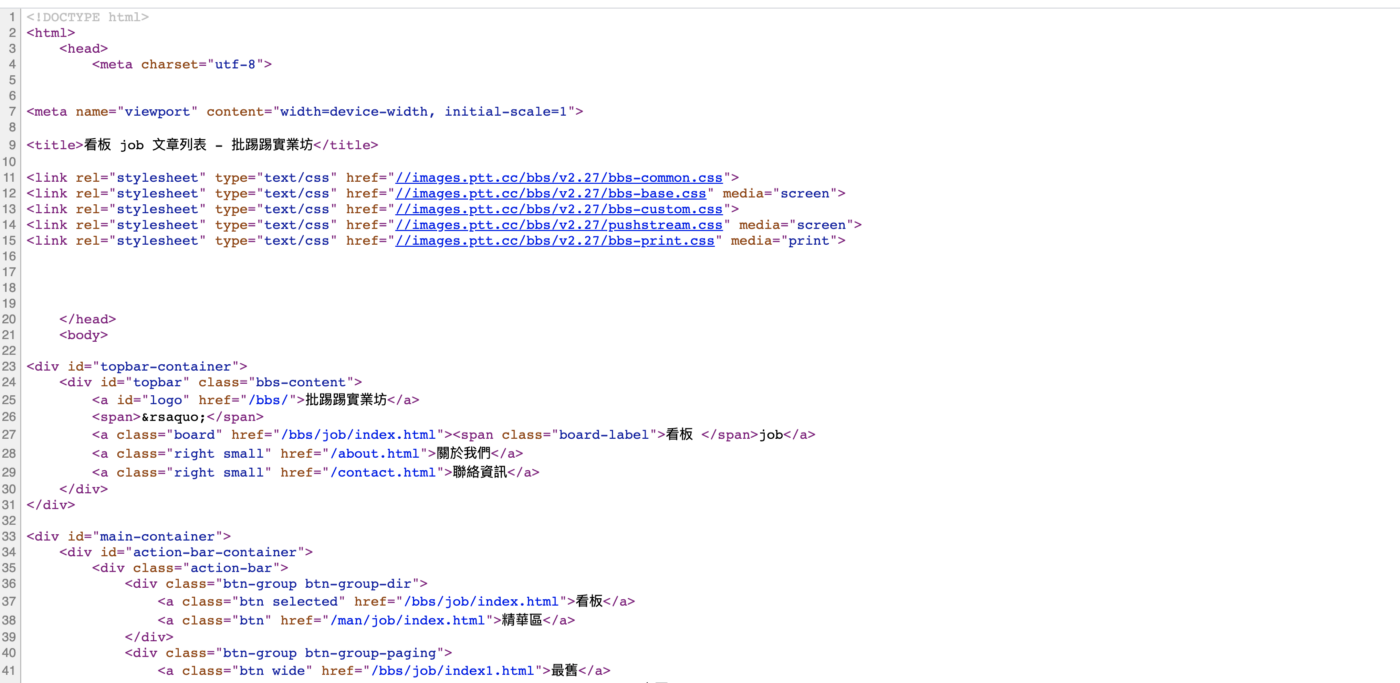 1 <!DOCTYPE html>
2 <html>
3     <head>
4         <meta charset="utf-8">
5
6
7 <meta name="viewport" content="width=device-width, initial-scale=1">
8
9 <title>看板 job 文章列表 - 批踢踢實業坊</title>
10
11 <link rel="stylesheet" type="text/css" href="//images.ptt.cc/bbs/v2.27/bbs-common.css">
12 <link rel="stylesheet" type="text/css" href="//images.ptt.cc/bbs/v2.27/bbs-base.css" media="screen">
13 <link rel="stylesheet" type="text/css" href="//images.ptt.cc/bbs/v2.27/bbs-custom.css">
14 <link rel="stylesheet" type="text/css" href="//images.ptt.cc/bbs/v2.27/pushstream.css" media="screen">
15 <link rel="stylesheet" type="text/css" href="//images.ptt.cc/bbs/v2.27/bbs-print.css" media="print">
16
17
18
19
20     </head>
21     <body>
22
23 <div id="topbar-container">
24     <div id="topbar" class="bbs-content">
25         <a id="logo" href="/bbs/">批踢踢實業坊</a>
26         <span>&rsaquo;</span>
27         <a class="board" href="/bbs/job/index.html"><span class="board-label">看板 </span>job</a>
28         <a class="right small" href="/about.html">關於我們</a>
29         <a class="right small" href="/contact.html">聯絡資訊</a>
30     </div>
31 </div>
32
33 <div id="main-container">
34     <div id="action-bar-container">
35         <div class="action-bar">
36             <div class="btn-group btn-group-dir">
37                 <a class="btn selected" href="/bbs/job/index.html">看板</a>
38                 <a class="btn" href="/man/job/index.html">精華區</a>
39             </div>
40             <div class="btn-group btn-group-paging">
41                 <a class="btn wide" href="/bbs/job/index1.html">最舊</a>